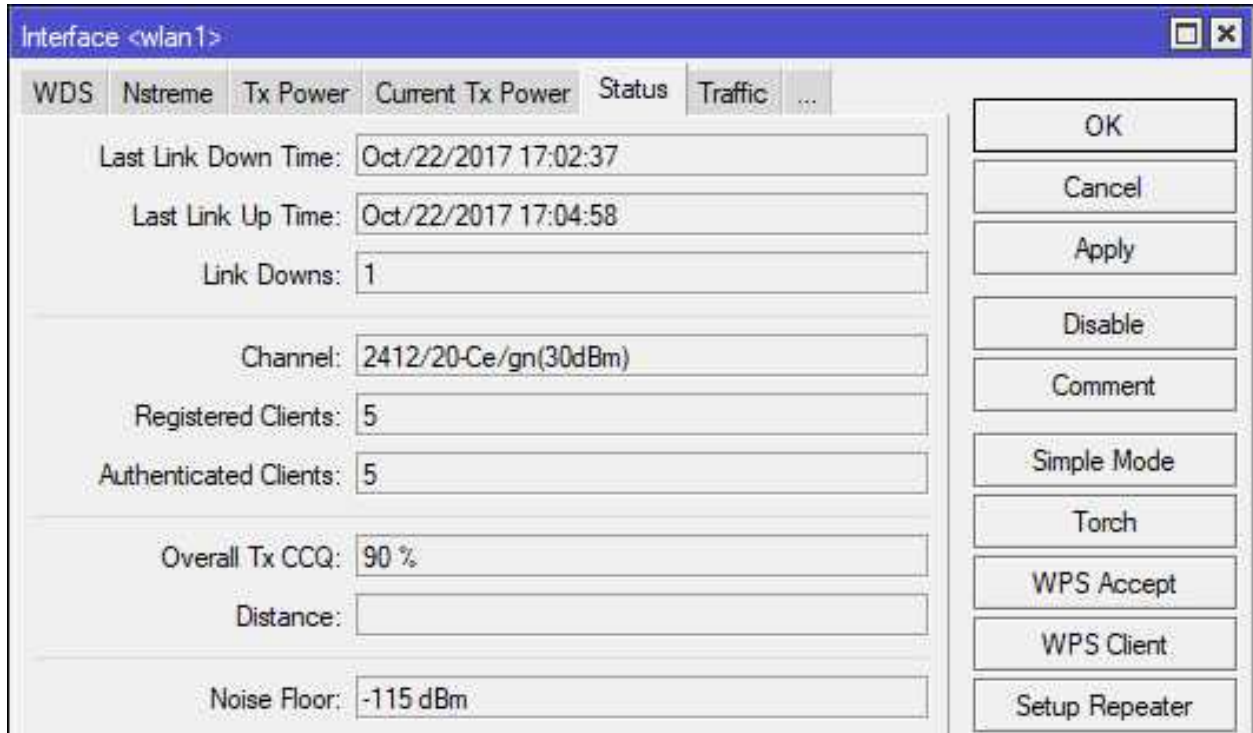 Interface <wlan1>
WDS Nstreme Tx Power Current Tx Power Status Traffic ...
Last Link Down Time: Oct/22/2017 17:02:37
Last Link Up Time: Oct/22/2017 17:04:58
Link Downs: 1
Channel: 2412/20-Ce/gn(30dBm)
Registered Clients: 5
Authenticated Clients: 5
Overall Tx CCQ: 90 %
Distance:
Noise Floor: -115 dBm
OK
Cancel
Apply
Disable
Comment
Simple Mode
Torch
WPS Accept
WPS Client
Setup Repeater